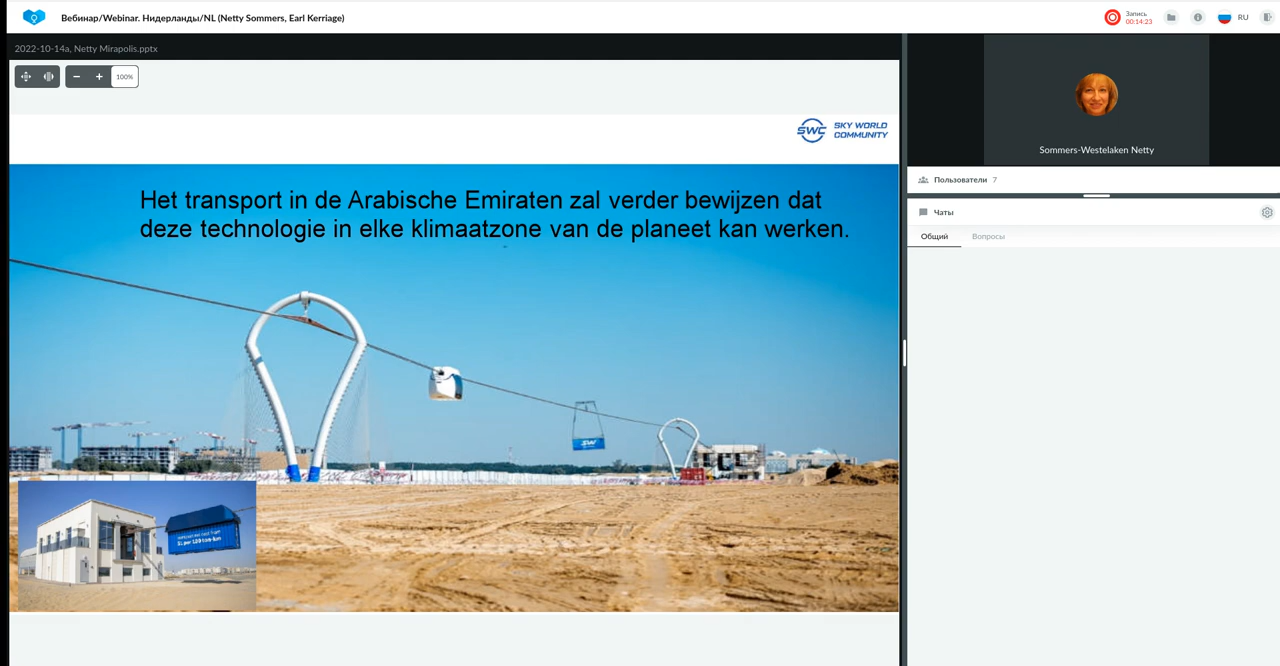 Вебинар/Webinar. Нидерланды/NL (Netty Sommers, Earl Kerriage)
Запись
00:14:23
RU
2022-10-14a, Netty Mirapolis.pptx
100%
SWC SKY WORLD
COMMUNITY
Het transport in de Arabische Emiraten zal verder bewijzen dat
deze technologie in elke klimaatzone van de planeet kan werken.
Sommers-Westelaken Netty
Пользователи 7
Чаты
Общий Вопросы